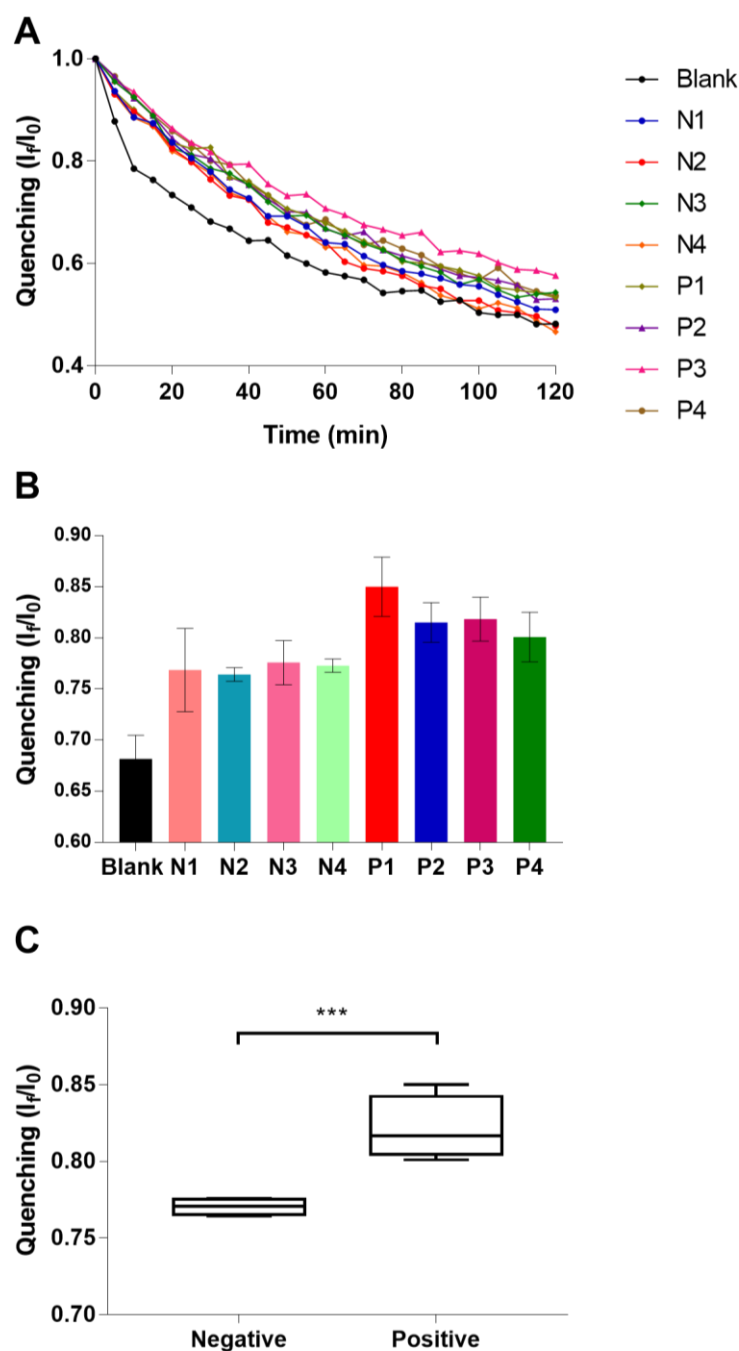 A
Quenching (If/I0)
1.0
0.8
0.6
0.4
0 20 40 60 80 100 120
Time (min)
Blank
N1
N2
N3
N4
P1
P2
P3
P4
B
Quenching (If/I0)
0.90
0.85
0.80
0.75
0.70
0.65
0.60
Blank N1 N2 N3 N4 P1 P2 P3 P4
C
Quenching (If/I0)
0.90
0.85
0.80
0.75
0.70
***
Negative Positive